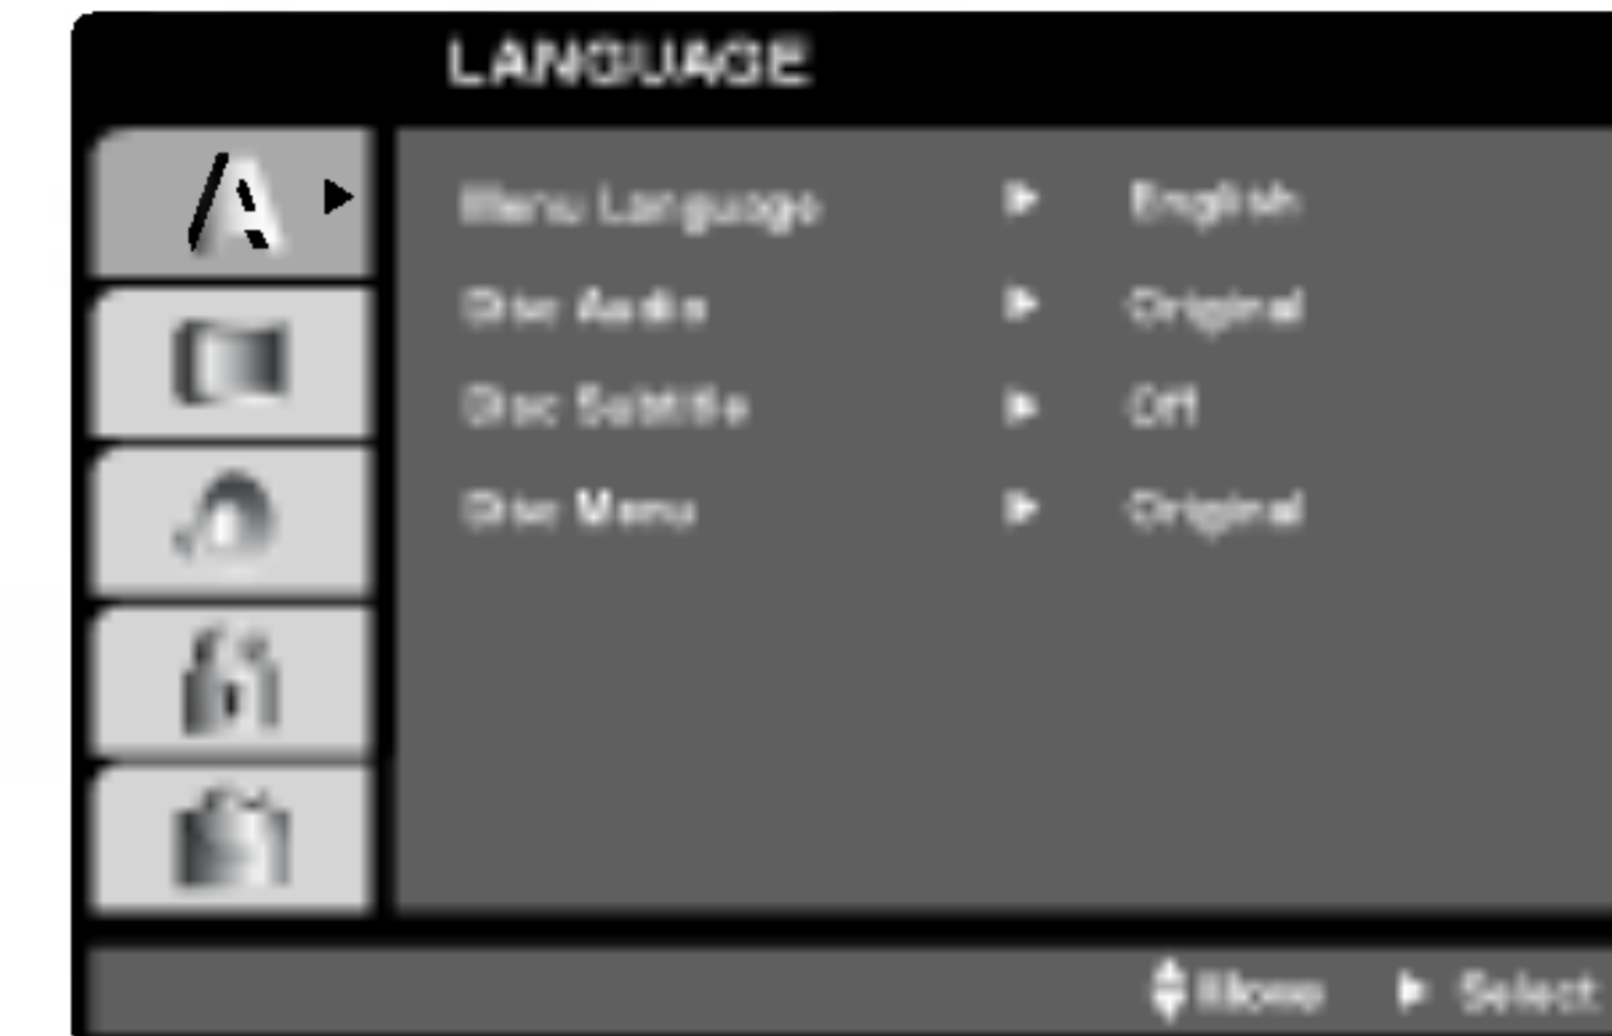 LANGUAGE
Menu Language ▶ English
Disc Audio ▶ Original
Disc Subtitle ▶ Off
Disc Menu ▶ Original
Move ▶ Select